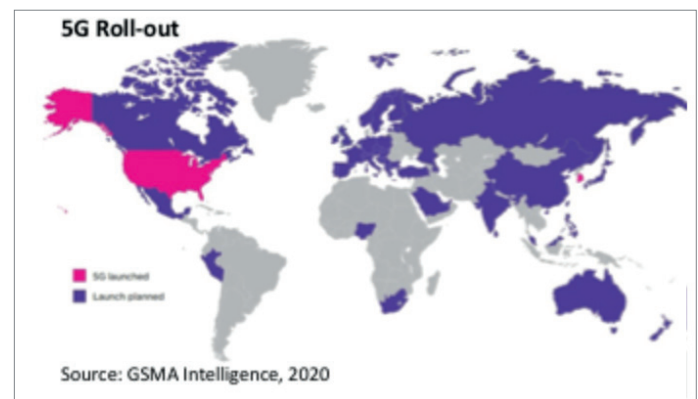 5G Roll-out
5G launched
Launch planned
Source: GSMA Intelligence, 2020